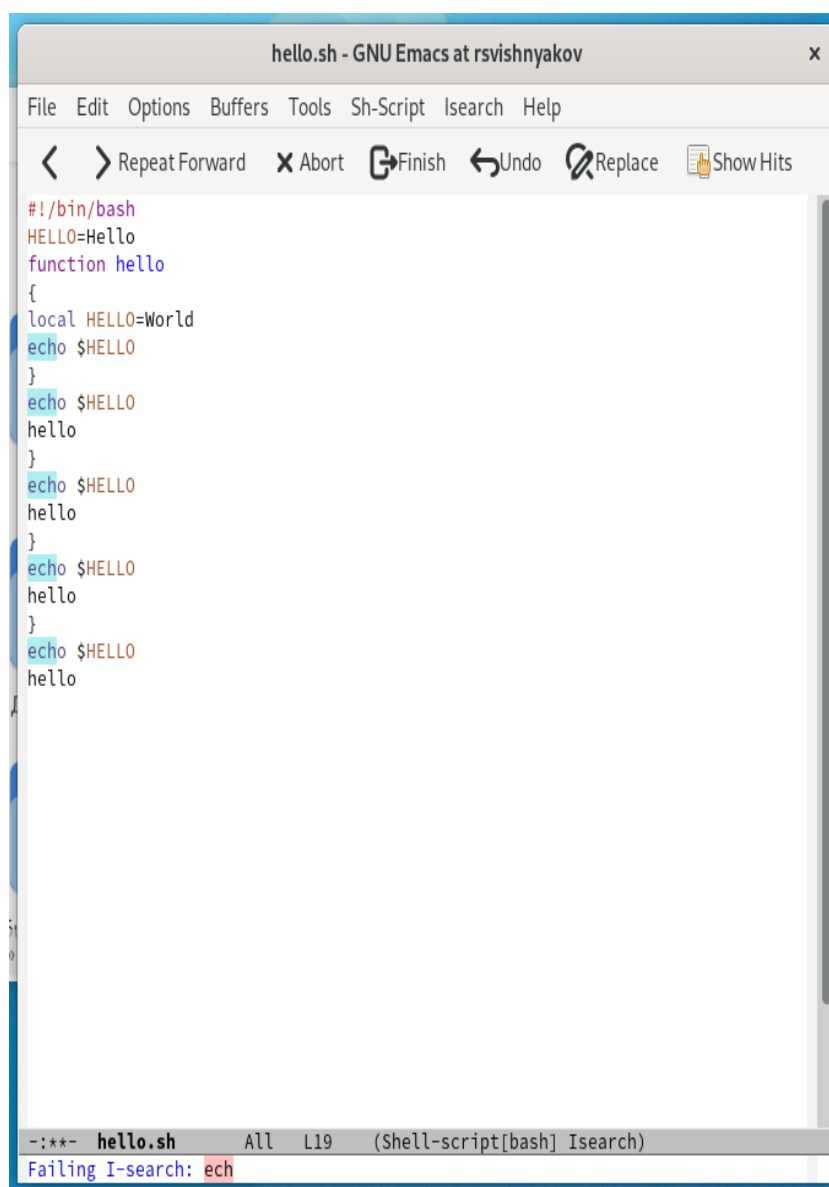 hello.sh - GNU Emacs at rsvishnyakov x
File Edit Options Buffers Tools Sh-Script Isearch Help
Repeat Forward Abort Finish Undo Replace Show Hits
#!/bin/bash
HELLO=Hello
function hello
{
local HELLO=World
echo $HELLO
}
echo $HELLO
hello
}
echo $HELLO
hello
}
echo $HELLO
hello
}
echo $HELLO
hello
-:**- hello.sh All L19 (Shell-script[bash] Isearch)
Failing I-search: ech